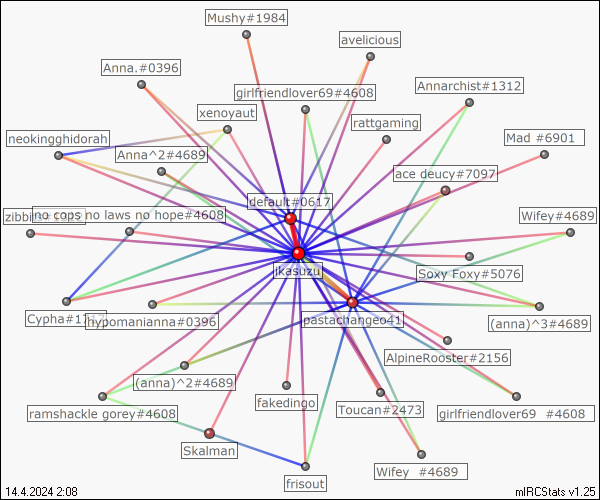 Mushy#1984
avelicious
Anna.#0396
girlfriendlover69#4608
Annarchist#1312
xenoyaut
rattgaming
neokingghidorah
Mad #6901
Anna^2#4689
ace deucy#7097
default#0617
no cops no laws no hope#4608
Wifey#4689
ikasuzu
Soxy Foxy#5076
Cypha#1
hypomanianna#0396
pastachangeo41
(anna)^3#4689
AlpineRooster#2156
(anna)^2#4689
fakedingo
Toucan#2473
ramshackle gorey#4608
girlfriendlover69 #4608
Skalman
Wifey #4689
frisout
14.4.2024 2:08
mIRCStats v1.25